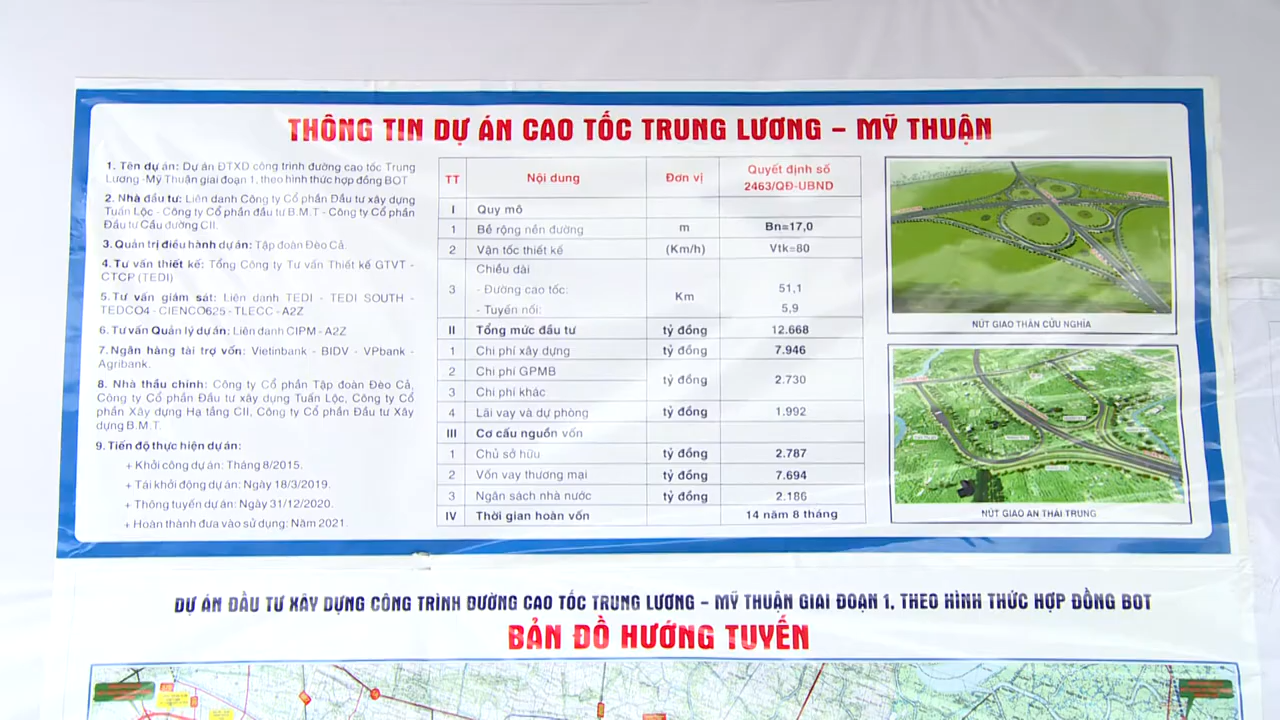 THÔNG TIN DỰ ÁN CAO TỐC TRUNG LƯƠNG – MỸ THUẬN
1. Tên dự án: Dự án ĐTXD công trình đường cao tốc Trung
Lương -Mỹ Thuận giai đoạn 1, theo hình thức hợp đồng BOT
2. Nhà đầu tư: Liên danh Công ty Cổ phần Đầu tư xây dựng
Tuấn Lộc - Công ty Cổ phần đầu tư B.M.T - Công ty Cổ phần
Đầu tư Cầu đường CII.
3. Quản trị điều hành dự án: Tập đoàn Đèo Cả.
4. Tư vấn thiết kế: Tổng Công ty Tư vấn Thiết kế GTVT -
CTCP (TEDI)
5. Tư vấn giám sát: Liên danh TEDI - TEDI SOUTH -
TEDCO4 - CIENCO625 - TLECC - A2Z
6. Tư vấn Quản lý dự án: Liên danh CIPM - A2Z
7. Ngân hàng tài trợ vốn: Vietinbank - BIDV - VPbank -
Agribank.
8. Nhà thầu chính: Công ty Cổ phần Tập đoàn Đèo Cả,
Công ty Cổ phần Đầu tư xây dựng Tuấn Lộc, Công ty Cổ
phần Xây dựng Hạ tầng CII, Công ty Cổ phần Đầu tư Xây
dựng B.M.T.
9. Tiến độ thực hiện dự án:
+ Khởi công dự án: Tháng 8/2015.
+ Tái khởi động dự án: Ngày 18/3/2019.
+ Thông tuyến dự án: Ngày 31/12/2020.
+ Hoàn thành đưa vào sử dụng: Năm 2021.
TT Nội dung Đơn vị Quyết định số
2463/QĐ-UBND
I Quy mô
1 Bề rộng nền đường m Bn=17,0
2 Vận tốc thiết kế (Km/h) Vtk=80
3 Chiều dài Km
- Đường cao tốc: 51,1
- Tuyến nối: 5,9
II Tổng mức đầu tư tỷ đồng 12.668
1 Chi phí xây dựng tỷ đồng 7.946
2 Chi phí GPMB tỷ đồng 2.730
3 Chi phí khác
4 Lãi vay và dự phòng tỷ đồng 1.992
III Cơ cấu nguồn vốn
1 Chủ sở hữu tỷ đồng 2.787
2 Vốn vay thương mại tỷ đồng 7.694
3 Ngân sách nhà nước tỷ đồng 2.186
IV Thời gian hoàn vốn 14 năm 8 tháng
NÚT GIAO THÂN CỬU NGHĨA
NÚT GIAO AN THÁI TRUNG
DỰ ÁN ĐẦU TƯ XÂY DỰNG CÔNG TRÌNH ĐƯỜNG CAO TỐC TRUNG LƯƠNG – MỸ THUẬN GIAI ĐOẠN 1, THEO HÌNH THỨC HỢP ĐỒNG BOT
BẢN ĐỒ HƯỚNG TUYẾN